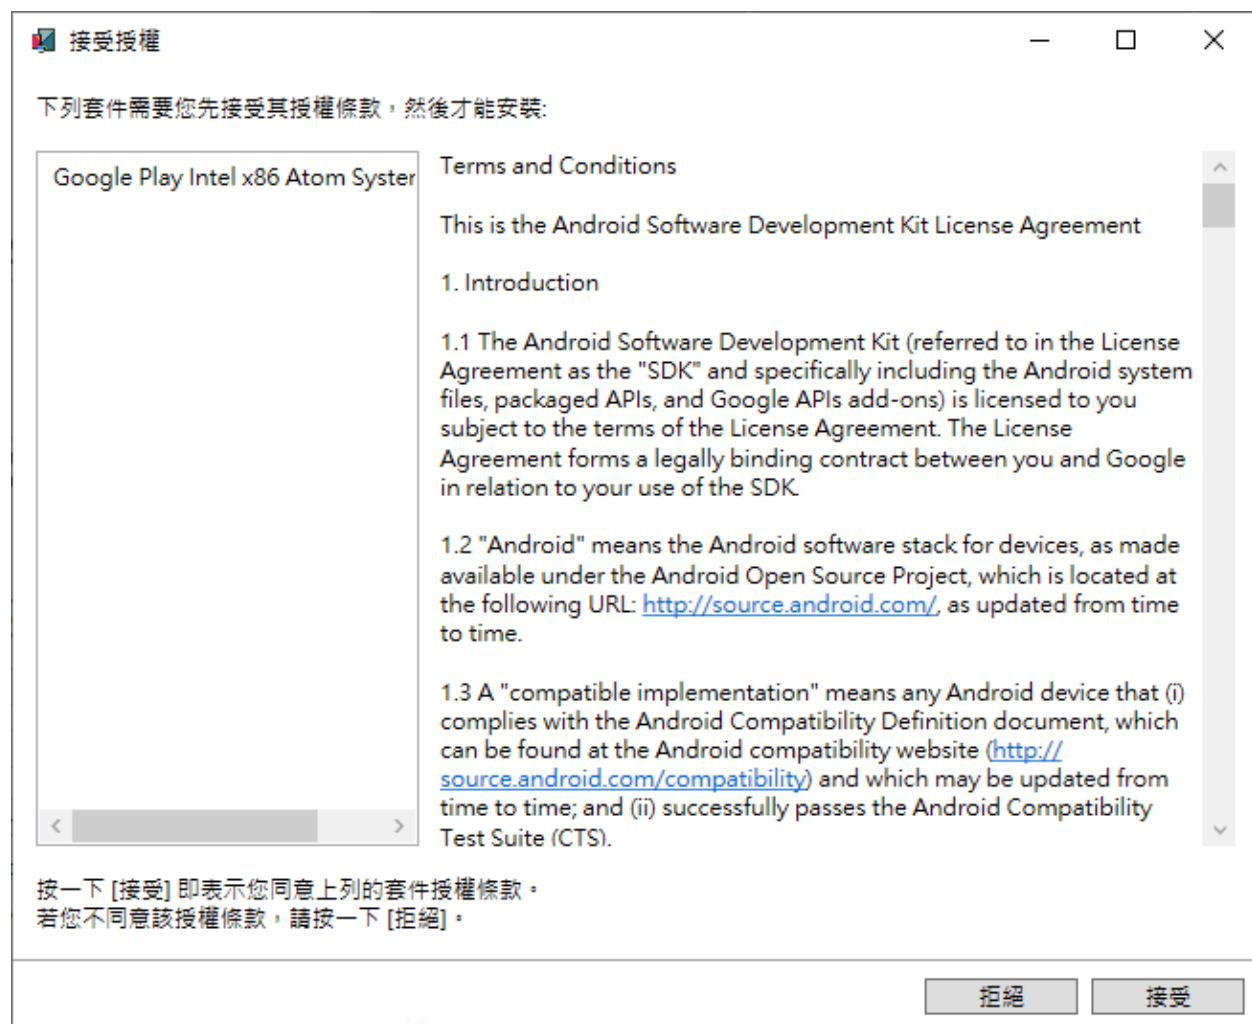 接受授權
下列套件需要您先接受其授權條款，然後才能安裝:
Google Play Intel x86 Atom Syster
Terms and Conditions
This is the Android Software Development Kit License Agreement
1. Introduction
1.1 The Android Software Development Kit (referred to in the License
Agreement as the "SDK" and specifically including the Android system
files, packaged APIs, and Google APIs add-ons) is licensed to you
subject to the terms of the License Agreement. The License
Agreement forms a legally binding contract between you and Google
in relation to your use of the SDK.
1.2 "Android" means the Android software stack for devices, as made
available under the Android Open Source Project, which is located at
the following URL: http://source.android.com/, as updated from time
to time.
1.3 A "compatible implementation" means any Android device that (i)
complies with the Android Compatibility Definition document, which
can be found at the Android compatibility website (http://
source.android.com/compatibility) and which may be updated from
time to time; and (ii) successfully passes the Android Compatibility
Test Suite (CTS).
按一下 [接受] 即表示您同意上列的套件授權條款。
若您不同意該授權條款，請按一下 [拒絕]。
拒絕
接受